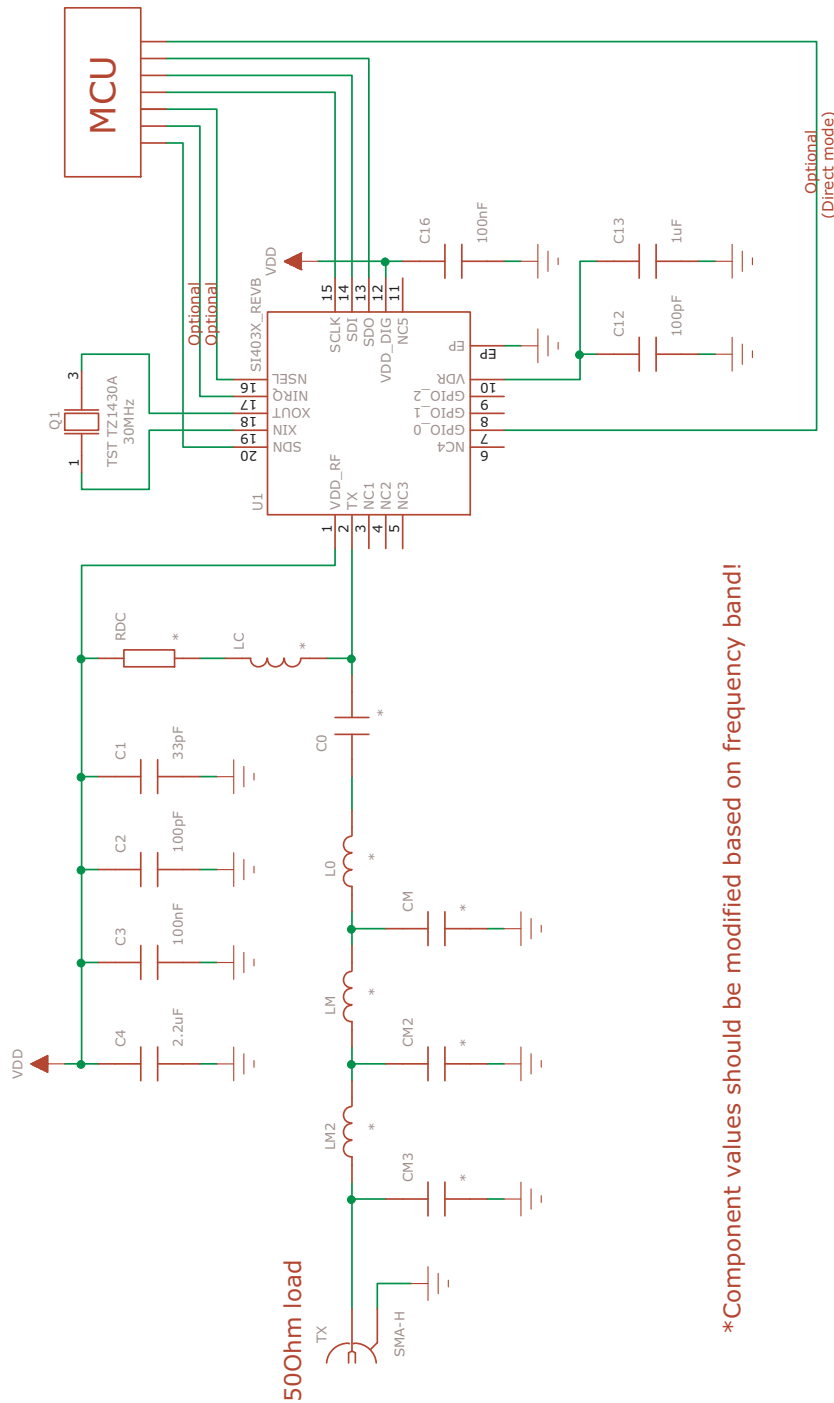 MCU
VDD
C4
2.2uF
C3
100nF
C2
100pF
C1
33pF
RDC
*
LC
*
Q1
1
3
TST TZ1430A
30MHz
Optional
Optional
50Ohm load
TX
SMA-H
LM2
*
CM3
*
LM
*
CM2
*
L0
*
CM
*
C0
*
U1
SI403X_REVB
VDD
1
VDD_RF
2
TX
3
NC1
4
NC2
5
NC3
20
SDN
19
XIN
18
XOUT
17
NIRQ
16
NSEL
15
SCLK
14
SDI
13
SDO
12
VDD_DIG
11
NC5
6
NC4
7
GPIO_0
8
GPIO_1
9
GPIO_2
10
VDR
EP
EP
C16
100nF
C12
100pF
C13
1uF
Optional
(Direct mode)
*Component values should be modified based on frequency band!